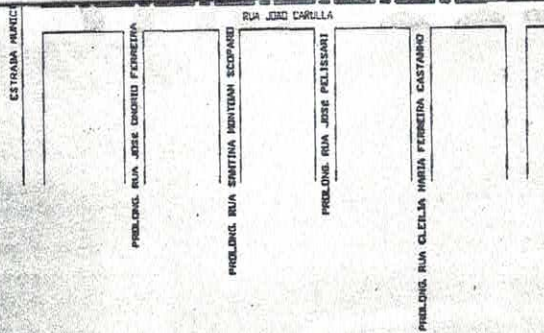 RUA JOÃO CARULLA
ESTRADA MUNIC
PROLONG. RUA JOSÉ ONORIO FERREIRA
PROLONG. RUA SANTINA MONTOAN SCOPARO
PROLONG. RUA JOSÉ PELISSARI
PROLONG. RUA CLERLIA MARIA FERREIRA CASTANHO